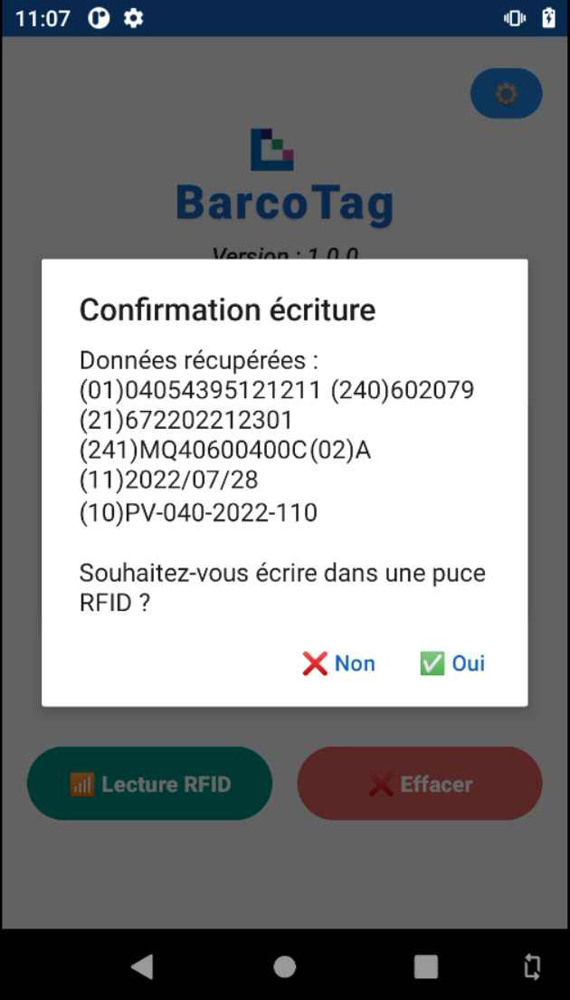 11:07
BarcoTag
Version : 1.0.0
Confirmation écriture
Données récupérées :
(01)04054395121211 (240)602079
(21)672202212301
(241)MQ40600400C(02)A
(11)2022/07/28
(10)PV-040-2022-110
Souhaitez-vous écrire dans une puce
RFID ?
❌ Non ✅ Oui
📶 Lecture RFID ❌ Effacer